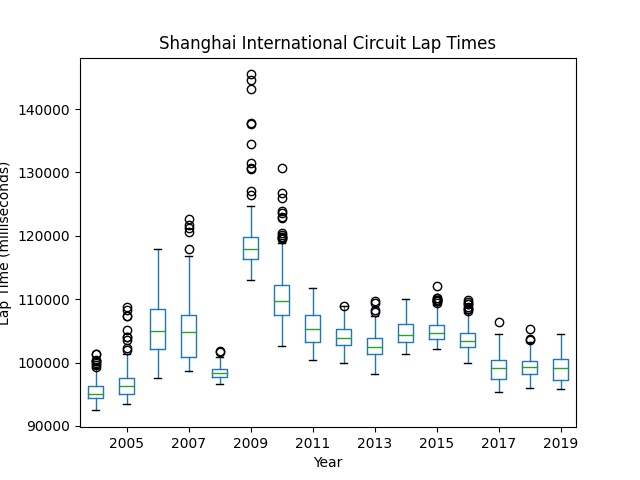 Shanghai International Circuit Lap Times
140000
130000
120000
110000
100000
90000
Lap Time (milliseconds)
2005 2007 2009 2011 2013 2015 2017 2019
Year